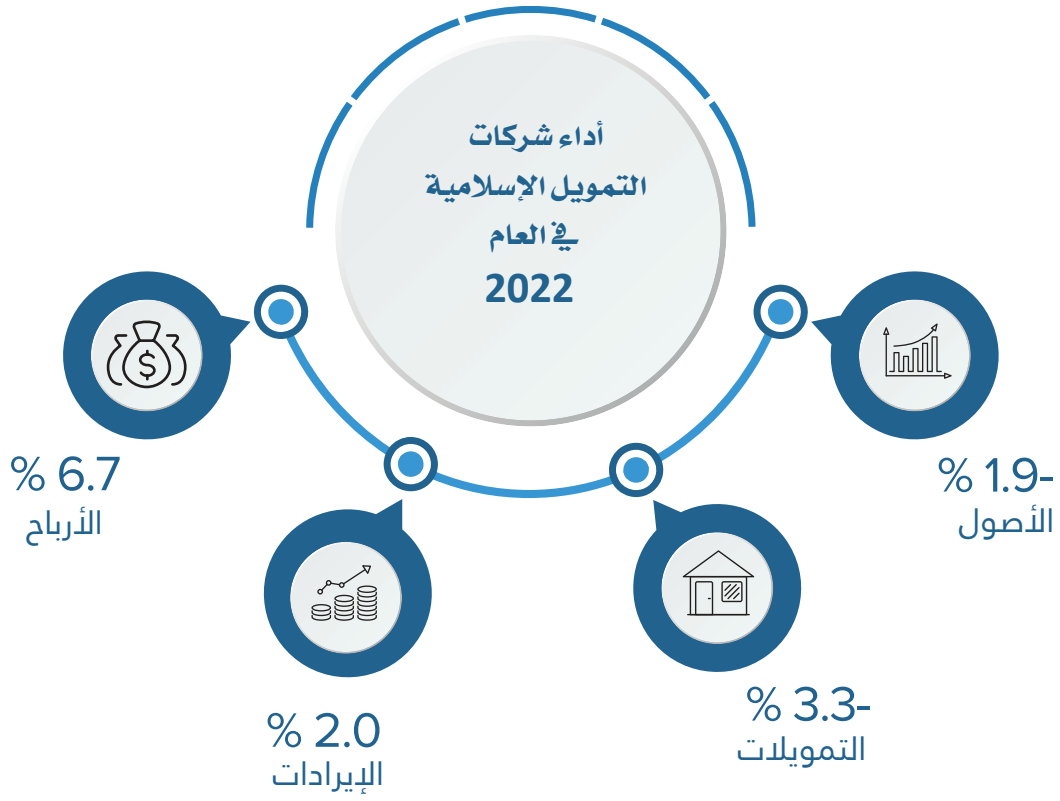 أداء شركات
التمويل الإسلامية
في العام
2022
% 1.9-
الأصول
% 3.3-
التمويلات
% 2.0
الإيرادات
% 6.7
الأرباح